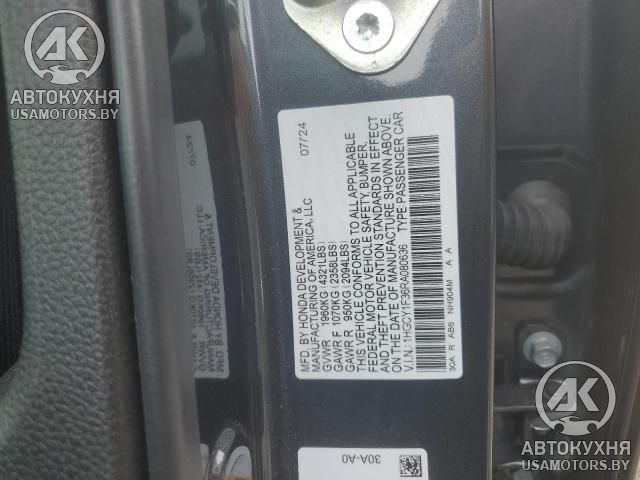 AK
АВТОКУХНЯ
USAMOTORS.BY
MFD. BY HONDA DEVELOPMENT &
MANUFACTURING OF AMERICA, LLC 07/24
GVWR 1960KG (4321LBS)
GAWR F 1070KG (2358LBS)
GAWR R 950KG (2094LBS)
THIS VEHICLE CONFORMS TO ALL APPLICABLE
FEDERAL MOTOR VEHICLE SAFETY, BUMPER,
AND THEFT PREVENTION STANDARDS IN EFFECT
ON THE DATE OF MANUFACTURE SHOWN ABOVE.
V.I.N.: 1HGCY1F36RA080636 TYPE:PASSENGER CAR
30A R AB6 NH904M A A
30A-A0
AK
АВТОКУХНЯ
USAMOTORS.BY